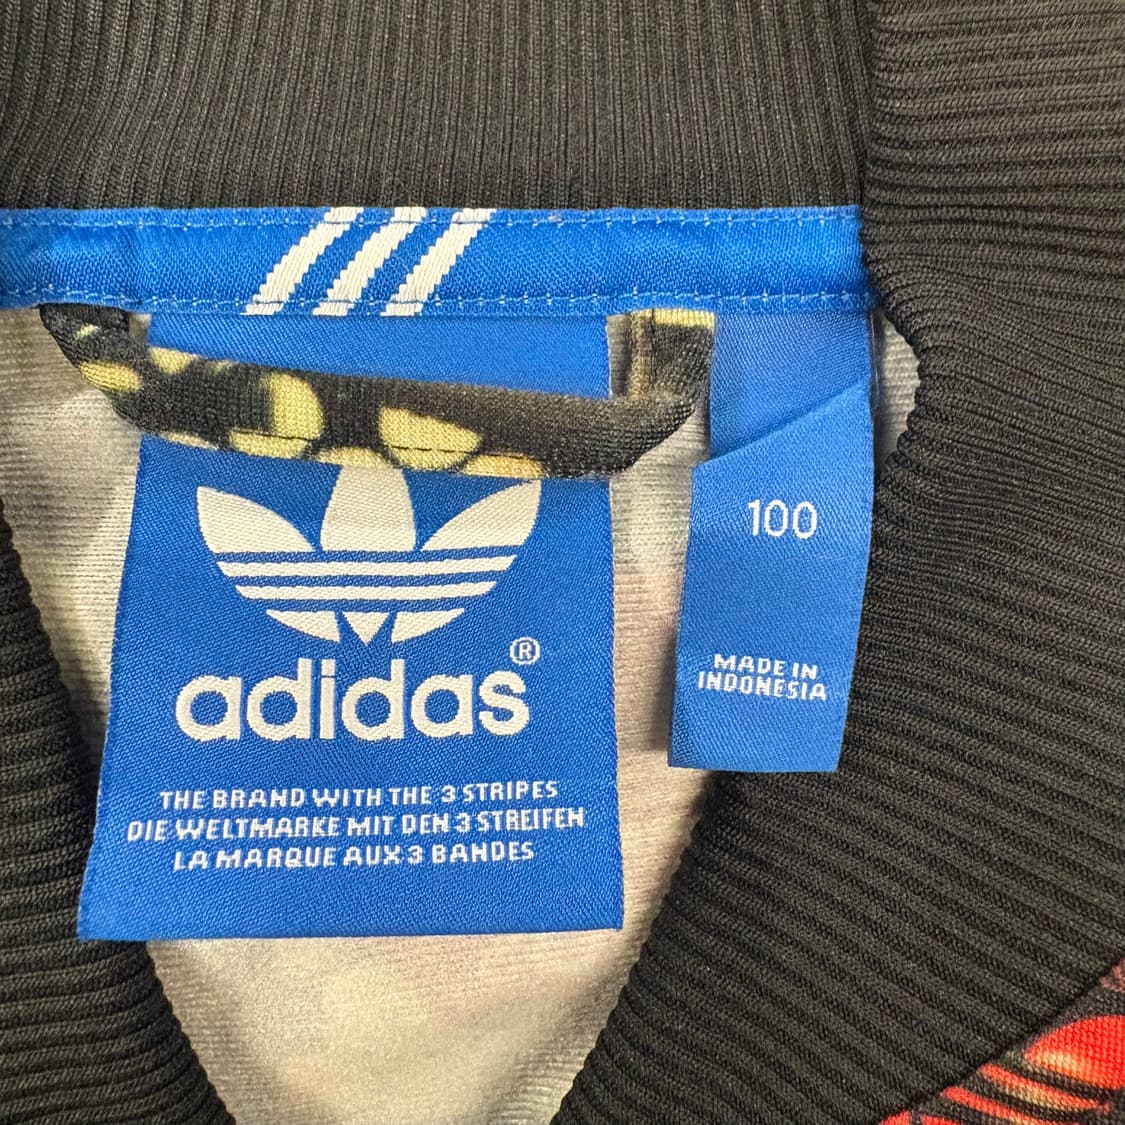 adidas®
THE BRAND WITH THE 3 STRIPES
DIE WELTMARKE MIT DEN 3 STREIFEN
LA MARQUE AUX 3 BANDES
100
MADE IN
INDONESIA